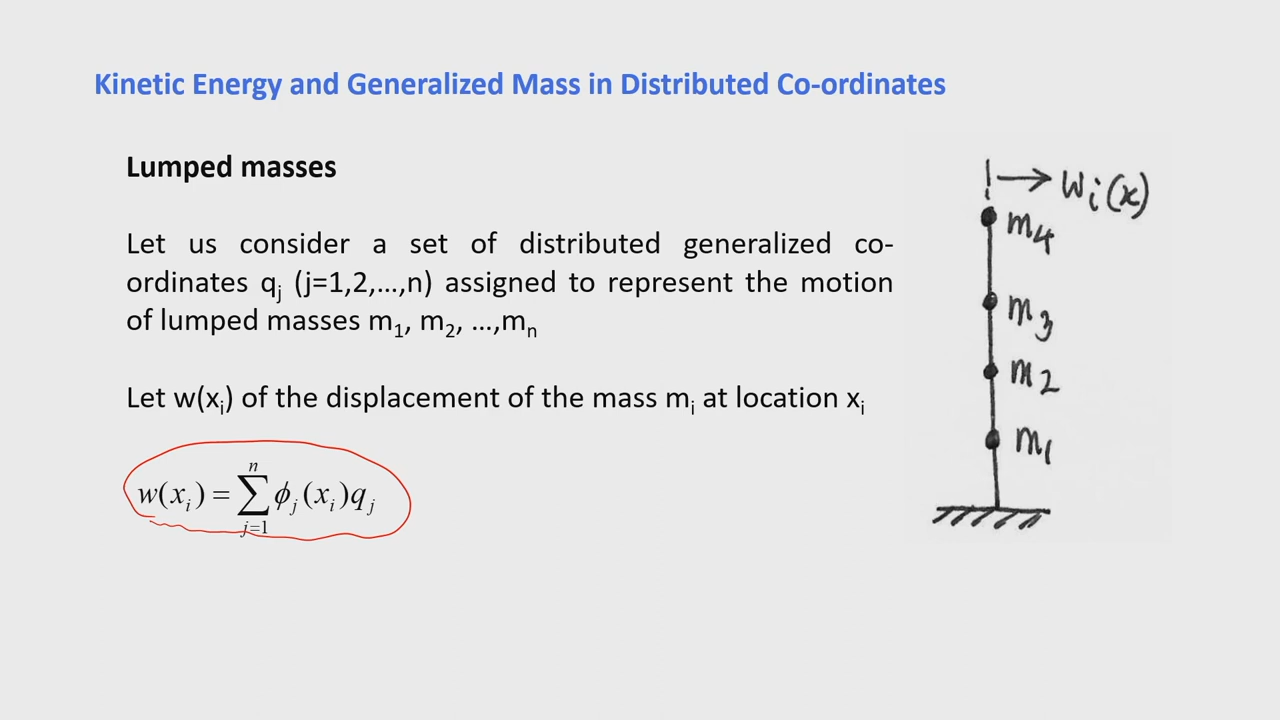 Kinetic Energy and Generalized Mass in Distributed Co-ordinates
Lumped masses
Let us consider a set of distributed generalized co-
ordinates qj (j=1,2,...,n) assigned to represent the motion
of lumped masses m1, m2, ...,mn
Let w(xi) of the displacement of the mass mi at location xi
w(xi) = ∑_{j=1}^{n} ϕj(xi)qj
wi(x)
m4
m3
m2
m1